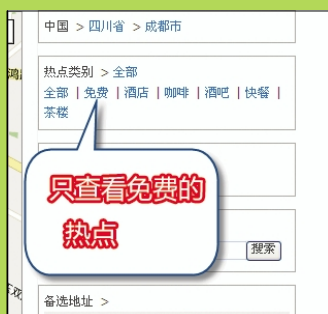 中国 > 四川省 > 成都市
热点类别 > 全部
全部 | 免费 | 酒店 | 咖啡 | 酒吧 | 快餐 |
茶楼
只查看免费的
热点
搜索
备选地址 >